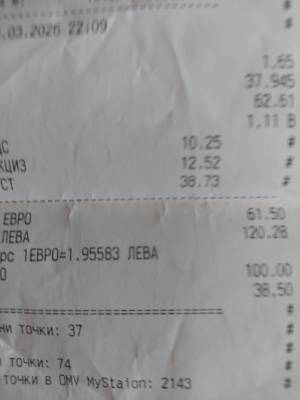 .03.2026 22:09 #
#
1.65
37.945
62.61
1.11 В
ДС 10.25 #
КЦИЗ 12.52 #
СТ 38.73 #
ЕВРО 61.50
ЛЕВА 120.28
рс 1ЕВРО=1.95583 ЛЕВА
О 100.00
38.50
#
ни точки: 37 #
#
точки: 74 #
точки в OMV MyStaion: 2143 #